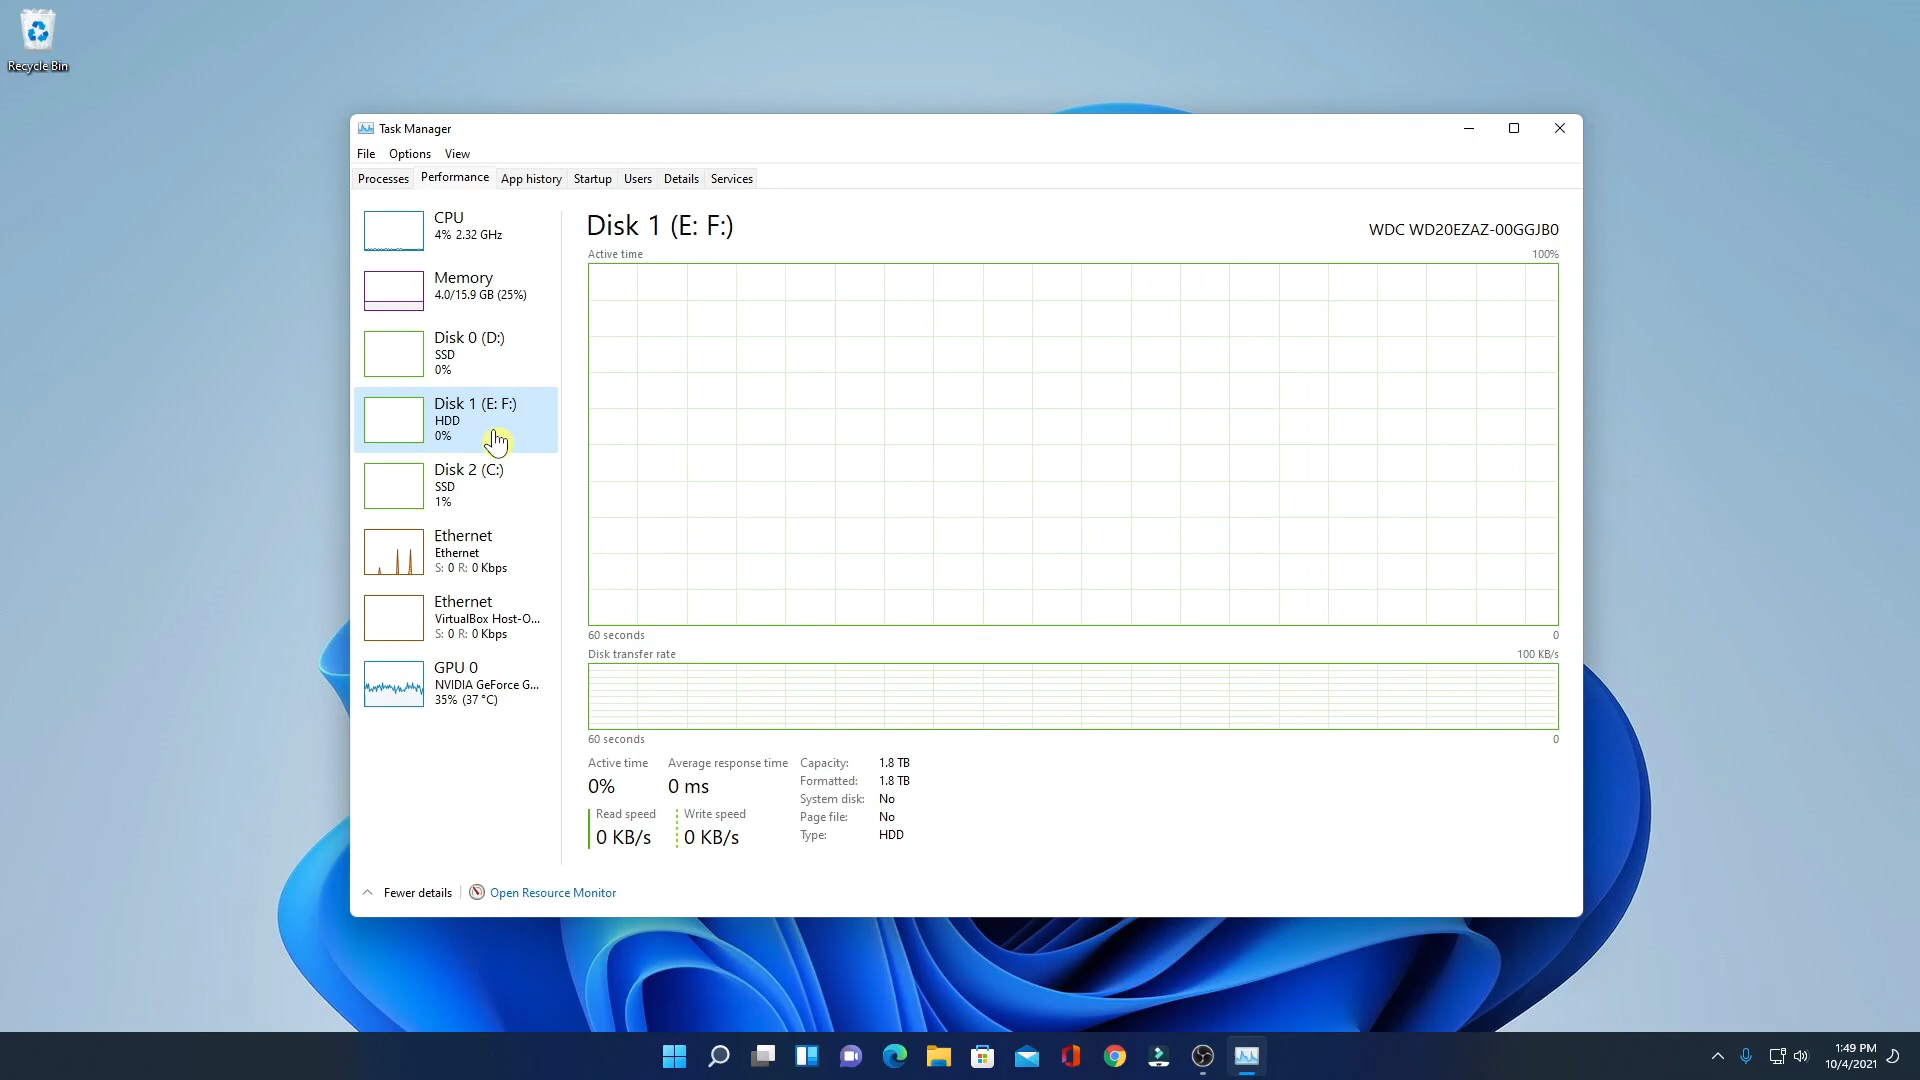 Recycle Bin
Task Manager
File Options View
Processes Performance App history Startup Users Details Services
CPU
4% 2.32 GHz
Memory
4.0/15.9 GB (25%)
Disk 0 (D:)
SSD
0%
Disk 1 (E: F:)
HDD
0%
Disk 2 (C:)
SSD
1%
Ethernet
Ethernet
S: 0 R: 0 Kbps
Ethernet
VirtualBox Host-O...
S: 0 R: 0 Kbps
GPU 0
NVIDIA GeForce G...
35% (37 °C)
Disk 1 (E: F:) WDC WD20EZAZ-00GGJB0
Active time 100%
60 seconds 0
Disk transfer rate 100 KB/s
60 seconds 0
Active time Average response time
0% 0 ms
Read speed Write speed
0 KB/s 0 KB/s
Capacity: 1.8 TB
Formatted: 1.8 TB
System disk: No
Page file: No
Type: HDD
Fewer details Open Resource Monitor
1:49 PM
10/4/2021